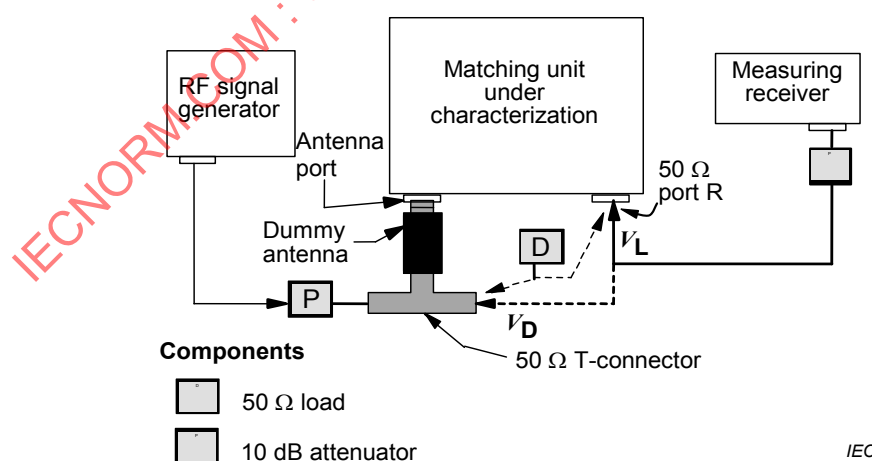 IECNORM.COM :
RF signal
generator
Matching unit
under
characterization
Measuring
receiver
P
Antenna
port
50 Ω
port R
Dummy
antenna
D
V_L
P
V_D
50 Ω T-connector
Components
D
50 Ω load
P
10 dB attenuator
IEC